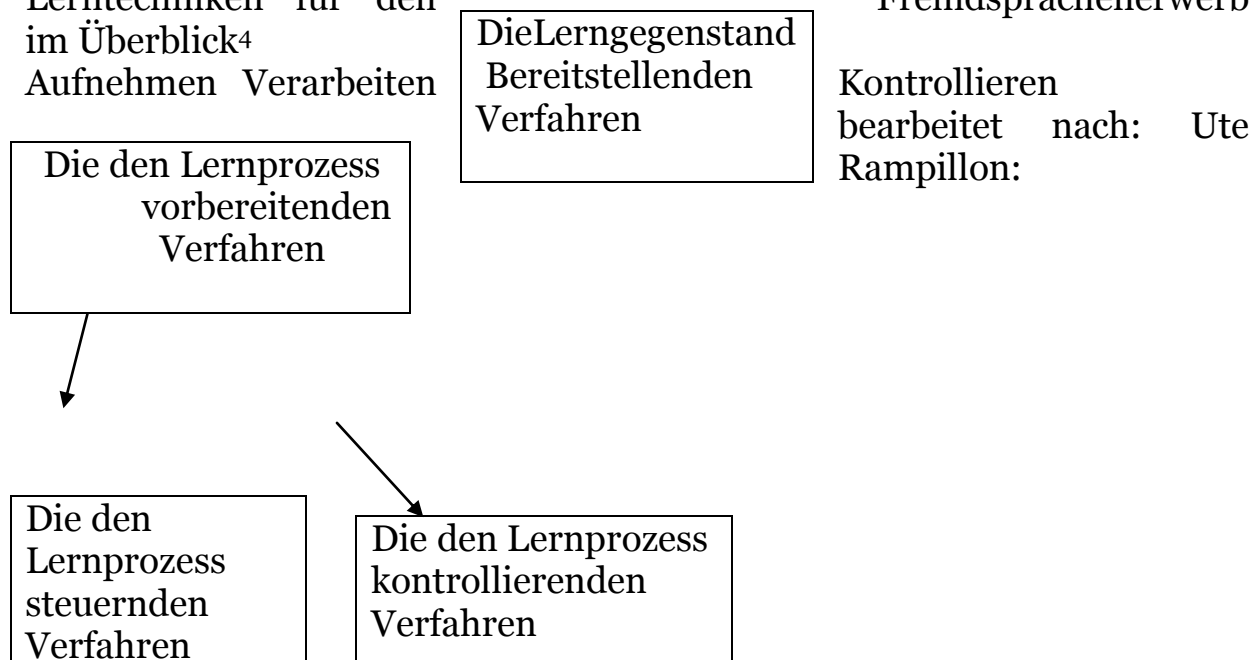 Lerntechniken für den Fremdsprachenerwerb
im Überblick4
Aufnehmen Verarbeiten Kontrollieren
bearbeitet nach: Ute
Rampillon:
DieLerngegenstand
Bereitstellenden
Verfahren
Die den Lernprozess
vorbereitenden
Verfahren
Die den
Lernprozess
steuernden
Verfahren
Die den Lernprozess
kontrollierenden
Verfahren